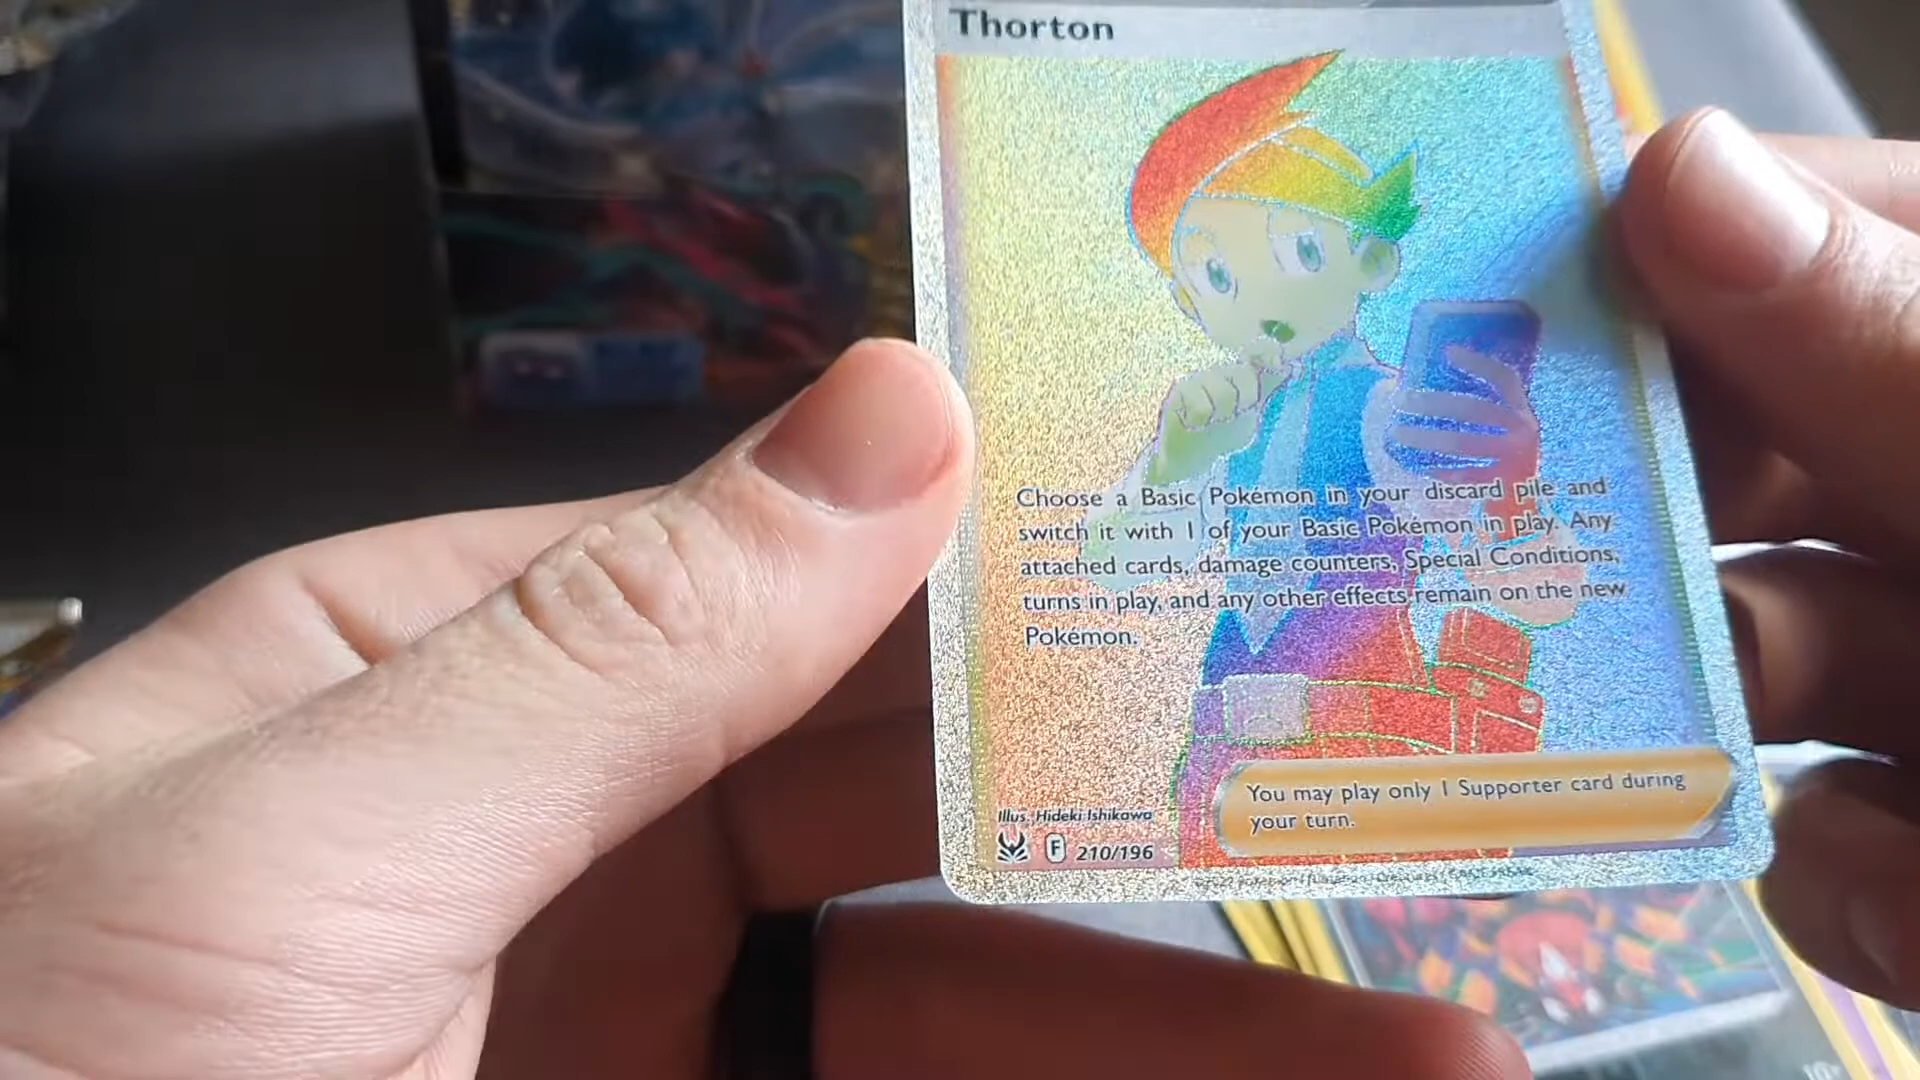 Thorton
Choose a Basic Pokémon in your discard pile and
switch it with 1 of your Basic Pokémon in play. Any
attached cards, damage counters, Special Conditions,
turns in play, and any other effects remain on the new
Pokémon.
You may play only 1 Supporter card during
your turn.
Illus. Hideki Ishikawa
F 210/196